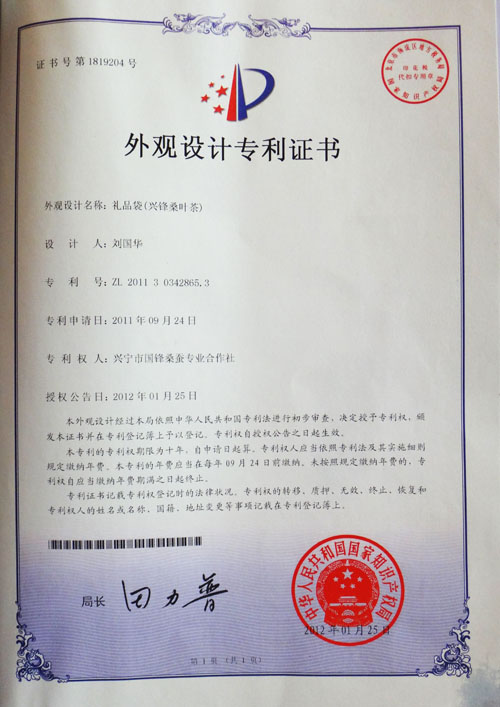 证书号第1819204号
印花税
代扣专用章
外观设计专利证书
外观设计名称：礼品袋(兴锋桑叶茶)
设计人：刘国华
专利号：ZL 2011 3 0342865.3
专利申请日：2011年09月24日
专利权人：兴宁市国锋桑蚕专业合作社
授权公告日：2012年01月25日
本外观设计经过本局依照中华人民共和国专利法进行初步审查，决定授予专利权，颁
发本证书并在专利登记簿上予以登记。专利权自授权公告之日起生效。
本专利的专利权期限为十年，自申请日起算。专利权人应当依照专利法及其实施细则
规定缴纳年费。本专利的年费应当在每年09月24日前缴纳。未按照规定缴纳年费的，专
利权自应当缴纳年费期满之日起终止。
专利证书记载专利权登记时的法律状况。专利权的转移、质押、无效、终止、恢复和
专利权人的姓名或名称、国籍、地址变更等事项记载在专利登记簿上。
局长
田力普
中华人民共和国国家知识产权局
2012年01月25日
第1页（共1页）